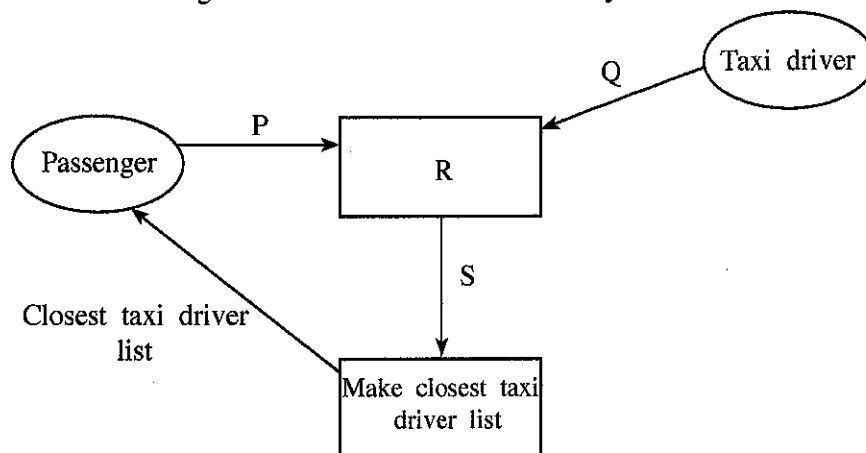 Taxi driver
Q
P
Passenger
R
S
Closest taxi driver
list
Make closest taxi
driver list